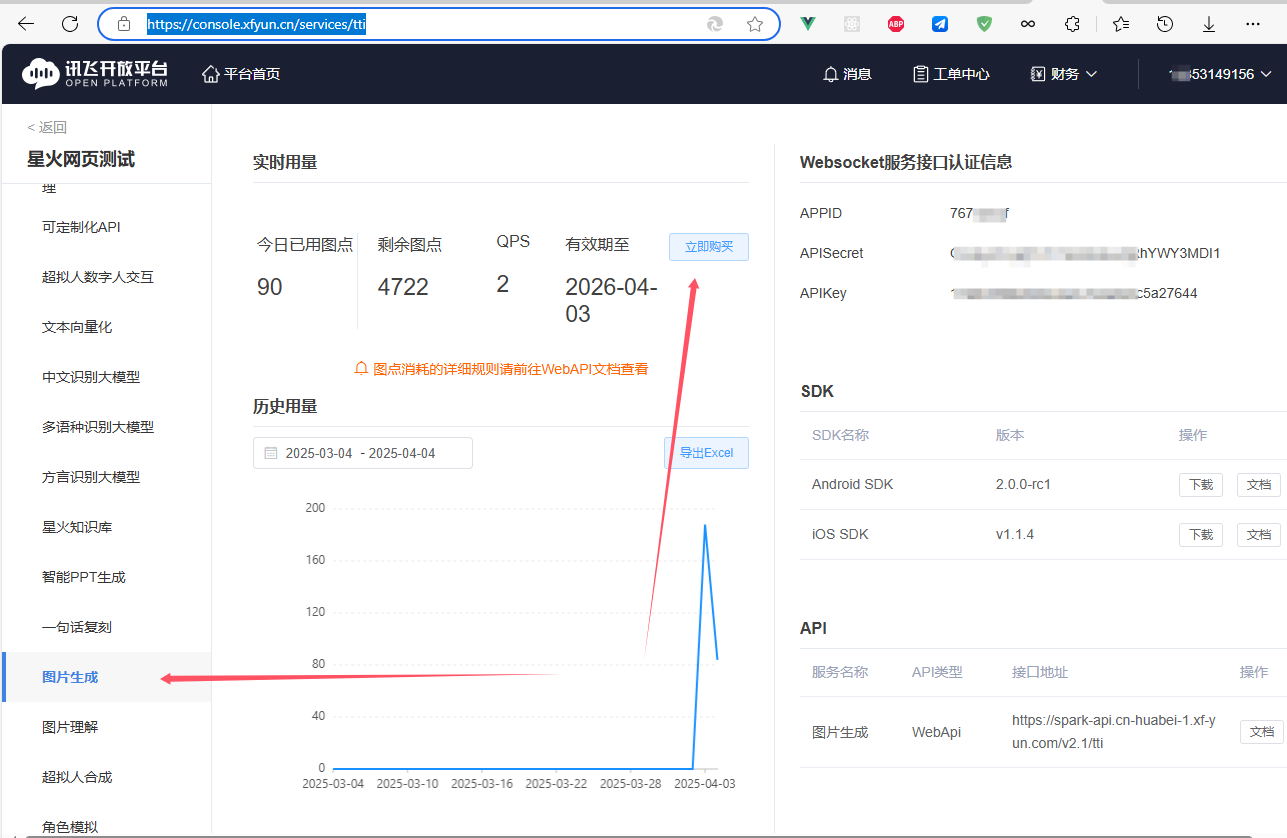 https://console.xfyun.cn/services/tti
ABP
讯飞开放平台
OPEN PLATFORM
平台首页
消息
工单中心
财务
53149156
< 返回
星火网页测试
理
可定制化API
超拟人数字人交互
文本向量化
中文识别大模型
多语种识别大模型
方言识别大模型
星火知识库
智能PPT生成
一句话复刻
图片生成
图片理解
超拟人合成
角色模拟
实时用量
今日已用图点
剩余图点
QPS
有效期至
立即购买
90
4722
2
2026-04-
03
图点消耗的详细规则请前往WebAPI文档查看
历史用量
2025-03-04 - 2025-04-04
导出Excel
200
160
120
80
40
0
2025-03-04
2025-03-10
2025-03-16
2025-03-22
2025-03-28
2025-04-03
Websocket服务接口认证信息
APPID
767
APISecret
hYWY3MDI1
APIKey
c5a27644
SDK
SDK名称
版本
操作
Android SDK
2.0.0-rc1
下载
文档
iOS SDK
v1.1.4
下载
文档
API
服务名称
API类型
接口地址
操作
图片生成
WebApi
https://spark-api.cn-huabei-1.xf-y
un.com/v2.1/tti
文档